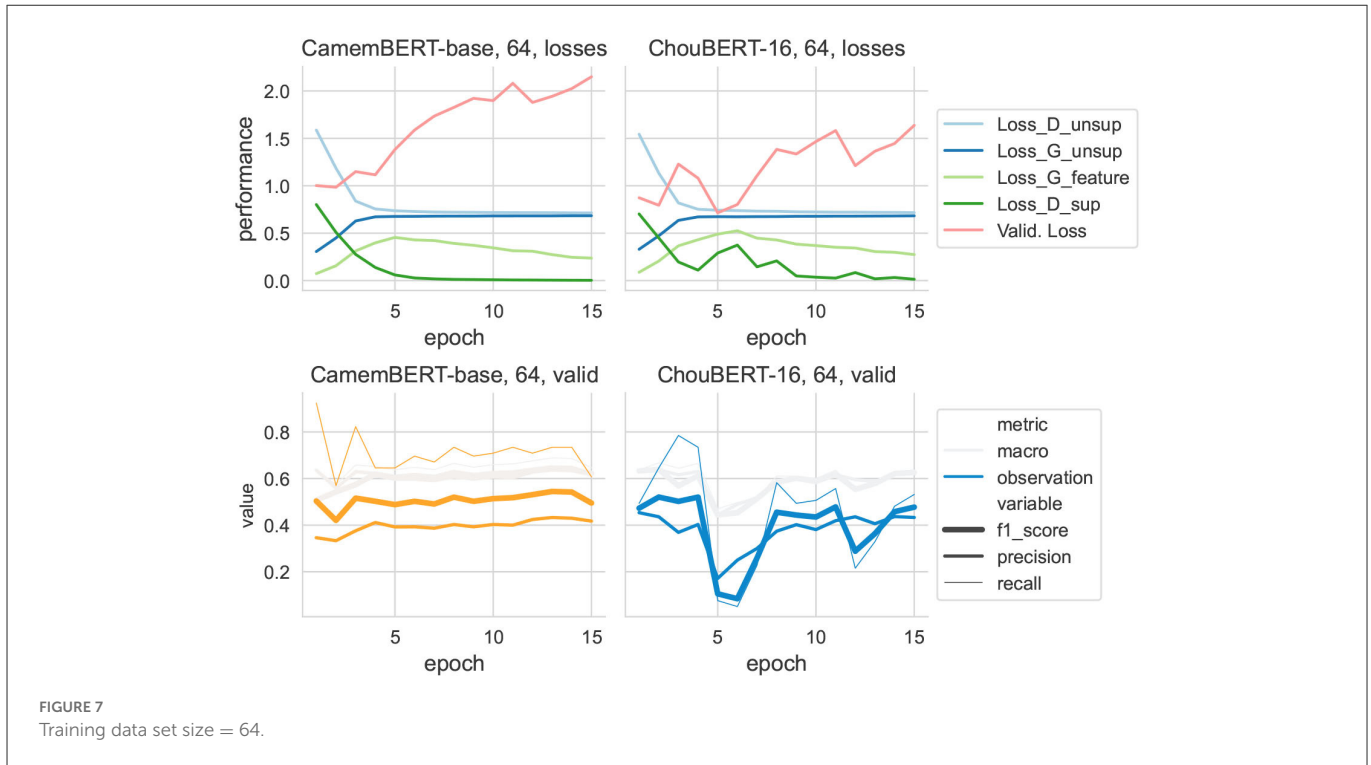 CamemBERT-base, 64, losses
ChouBERT-16, 64, losses
performance
2.0
1.5
1.0
0.5
0.0
5
10
15
5
10
15
epoch
epoch
Loss_D_unsup
Loss_G_unsup
Loss_G_feature
Loss_D_sup
Valid. Loss
CamemBERT-base, 64, valid
ChouBERT-16, 64, valid
value
0.8
0.6
0.4
0.2
5
10
15
5
10
15
epoch
epoch
metric
macro
observation
variable
f1_score
precision
recall
FIGURE 7
Training data set size = 64.